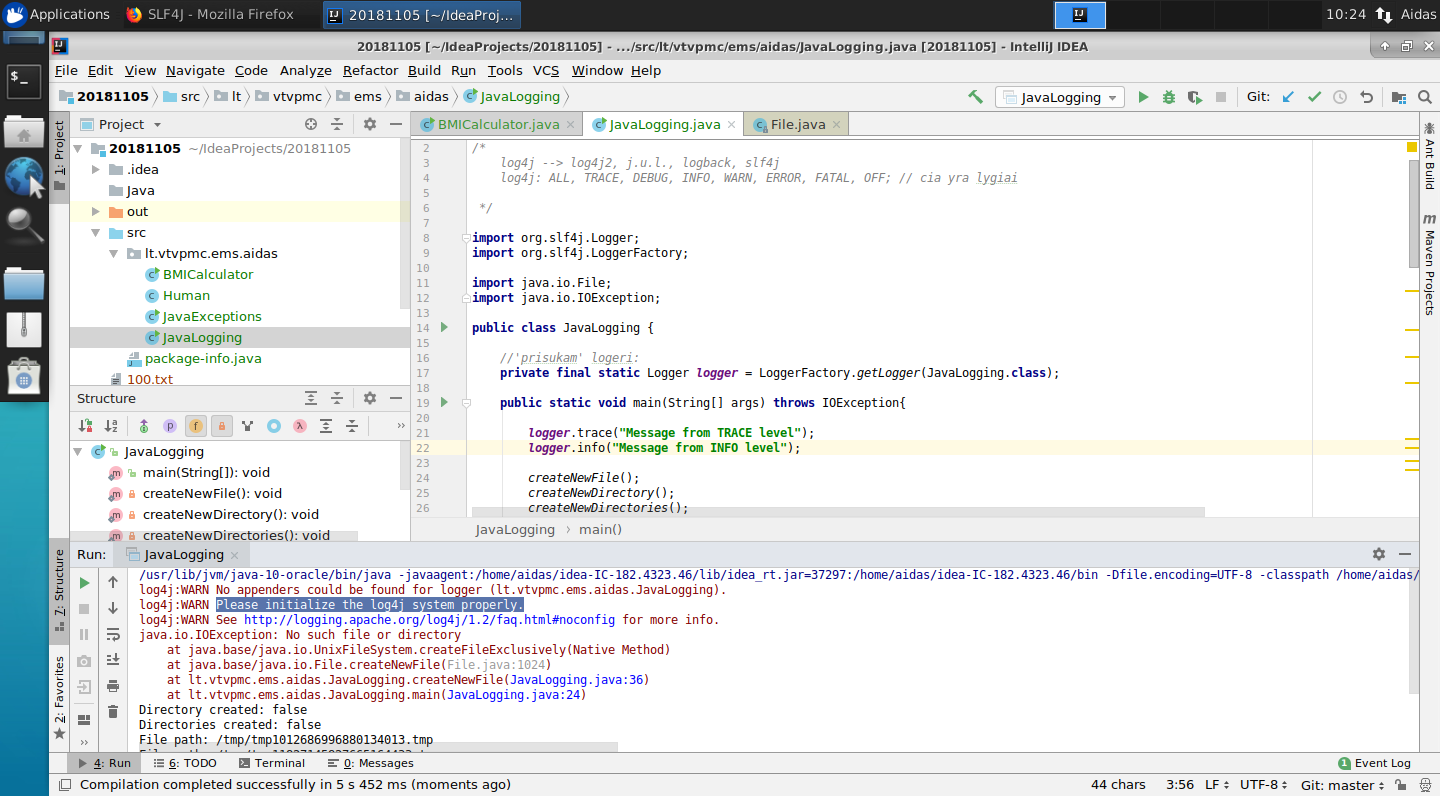 Applications SLF4J - Mozilla Firefox 20181105 [~/IdeaProj... 10:24 Aidas
20181105 [~/IdeaProjects/20181105] - .../src/lt/vtvpmc/ems/aidas/JavaLogging.java [20181105] - IntelliJ IDEA
File Edit View Navigate Code Analyze Refactor Build Run Tools VCS Window Help
20181105 src lt vtvpmc ems aidas JavaLogging JavaLogging Git:
1: Project
Project
20181105 ~/IdeaProjects/20181105
.idea
Java
out
src
lt.vtvpmc.ems.aidas
BMICalculator
Human
JavaExceptions
JavaLogging
package-info.java
100.txt
Structure
JavaLogging
main(String[]): void
createNewFile(): void
createNewDirectory(): void
createNewDirectories(): void
BMICalculator.java JavaLogging.java File.java
2 /*
3 log4j --> log4j2, j.u.l., logback, slf4j
4 log4j: ALL, TRACE, DEBUG, INFO, WARN, ERROR, FATAL, OFF; // cia yra lygiai
5
6 */
7
8 import org.slf4j.Logger;
9 import org.slf4j.LoggerFactory;
10
11 import java.io.File;
12 import java.io.IOException;
13
14 public class JavaLogging {
15
16 //'prisukam' logeri:
17 private final static Logger logger = LoggerFactory.getLogger(JavaLogging.class);
18
19 public static void main(String[] args) throws IOException{
20
21 logger.trace("Message from TRACE level");
22 logger.info("Message from INFO level");
23
24 createNewFile();
25 createNewDirectory();
26 createNewDirectories();
JavaLogging › main()
Ant Build
Maven Projects
7: Structure
2: Favorites
Run: JavaLogging
/usr/lib/jvm/java-10-oracle/bin/java -javaagent:/home/aidas/idea-IC-182.4323.46/lib/idea_rt.jar=37297:/home/aidas/idea-IC-182.4323.46/bin -Dfile.encoding=UTF-8 -classpath /home/aidas/
log4j:WARN No appenders could be found for logger (lt.vtvpmc.ems.aidas.JavaLogging).
log4j:WARN Please initialize the log4j system properly.
log4j:WARN See http://logging.apache.org/log4j/1.2/faq.html#noconfig for more info.
java.io.IOException: No such file or directory
at java.base/java.io.UnixFileSystem.createFileExclusively(Native Method)
at java.base/java.io.File.createNewFile(File.java:1024)
at lt.vtvpmc.ems.aidas.JavaLogging.createNewFile(JavaLogging.java:36)
at lt.vtvpmc.ems.aidas.JavaLogging.main(JavaLogging.java:24)
Directory created: false
Directories created: false
File path: /tmp/tmp1012686996880134013.tmp
4: Run 6: TODO Terminal 0: Messages 1 Event Log
Compilation completed successfully in 5 s 452 ms (moments ago) 44 chars 3:56 LF UTF-8 Git: master